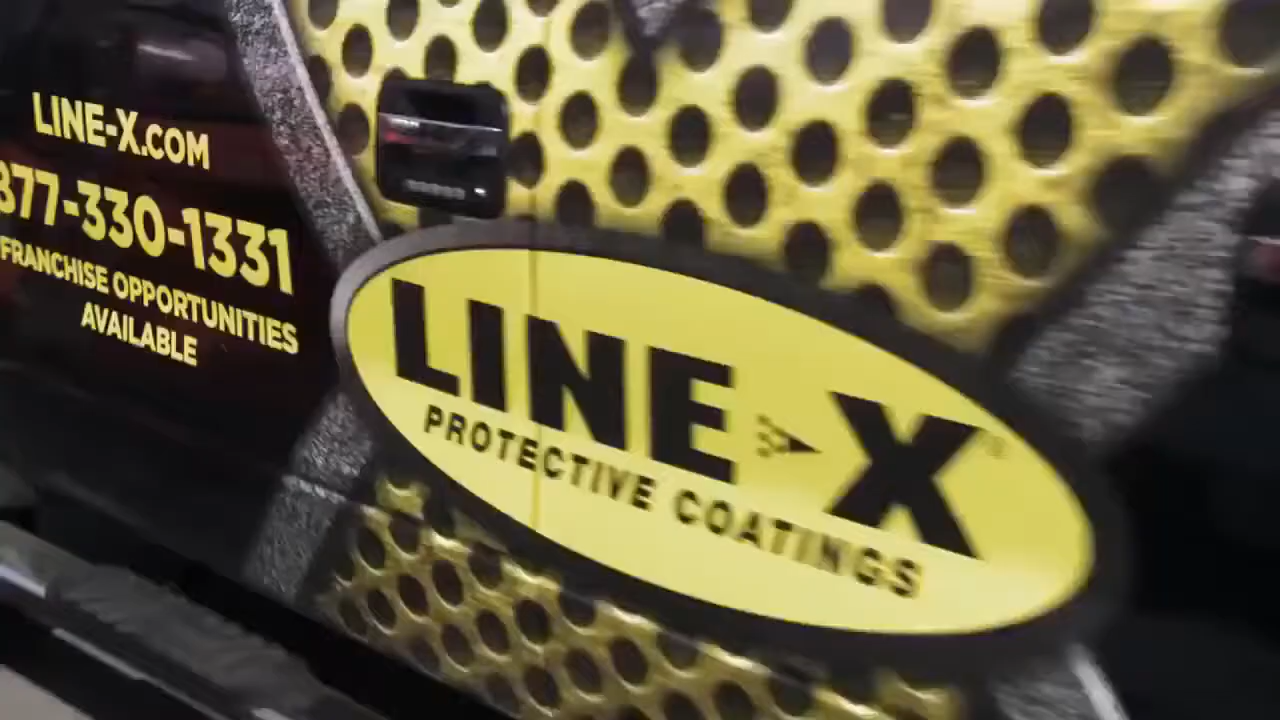 LINE-X.COM
877-330-1331
FRANCHISE OPPORTUNITIES
AVAILABLE
LINE-X
PROTECTIVE COATINGS